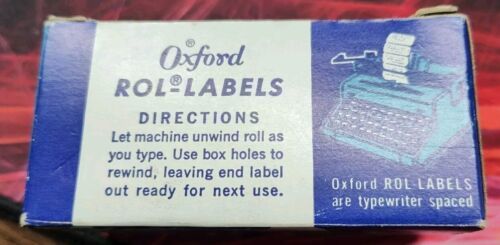 Oxford®
ROL®-LABELS
DIRECTIONS
Let machine unwind roll as
you type. Use box holes to
rewind, leaving end label
out ready for next use.
Oxford ROL-LABELS
are typewriter spaced